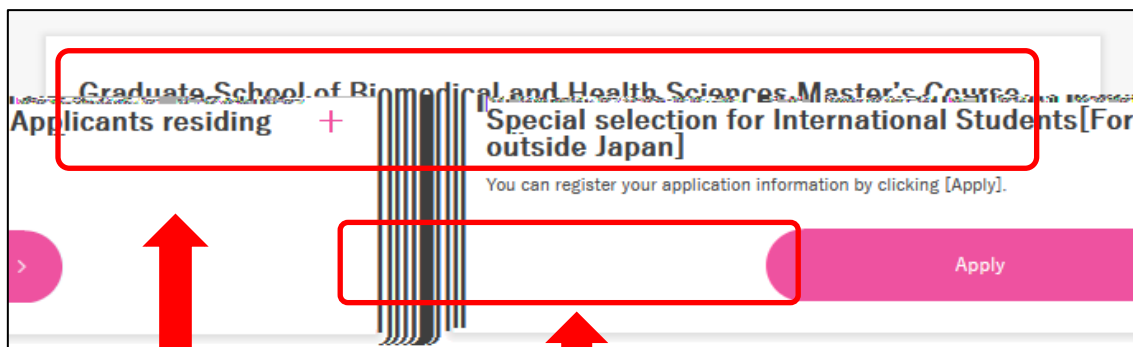 Graduate School of Biomedical and Health Sciences Master's Course
Special selection for International Students[For Applicants residing +
outside Japan]
You can register your application information by clicking [Apply].
Apply >